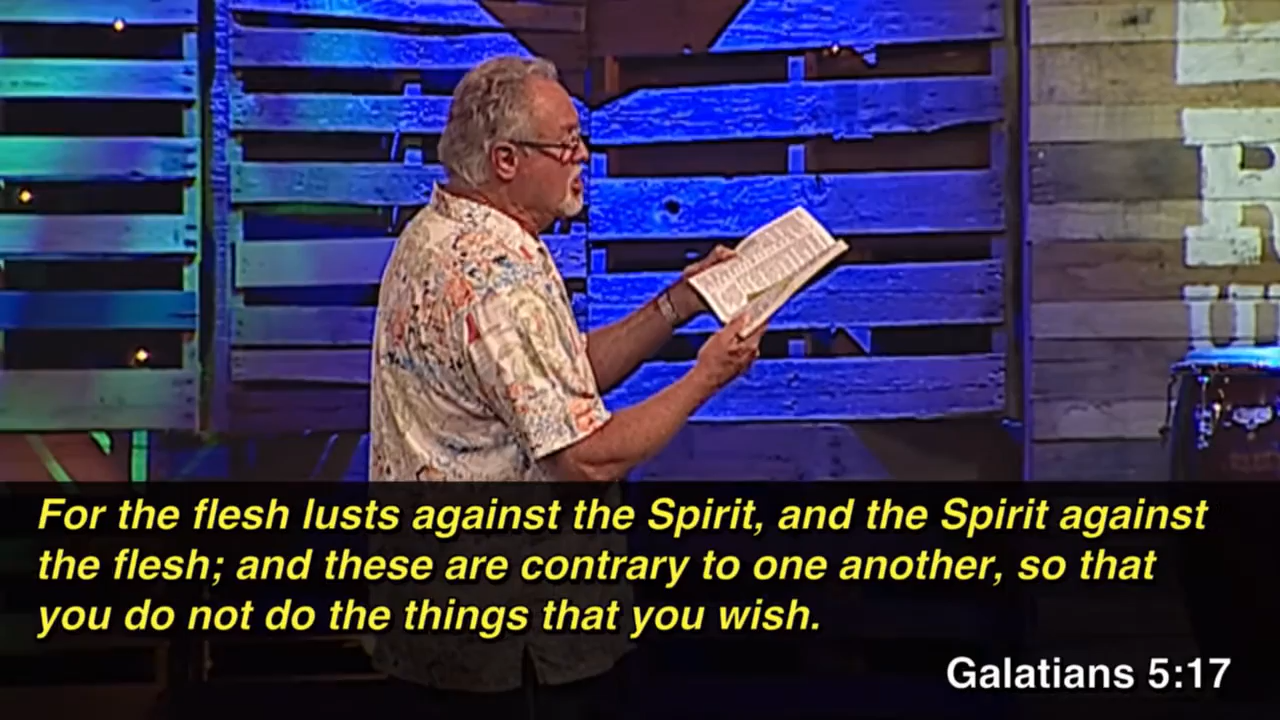 For the flesh lusts against the Spirit, and the Spirit against
the flesh; and these are contrary to one another, so that
you do not do the things that you wish.
Galatians 5:17